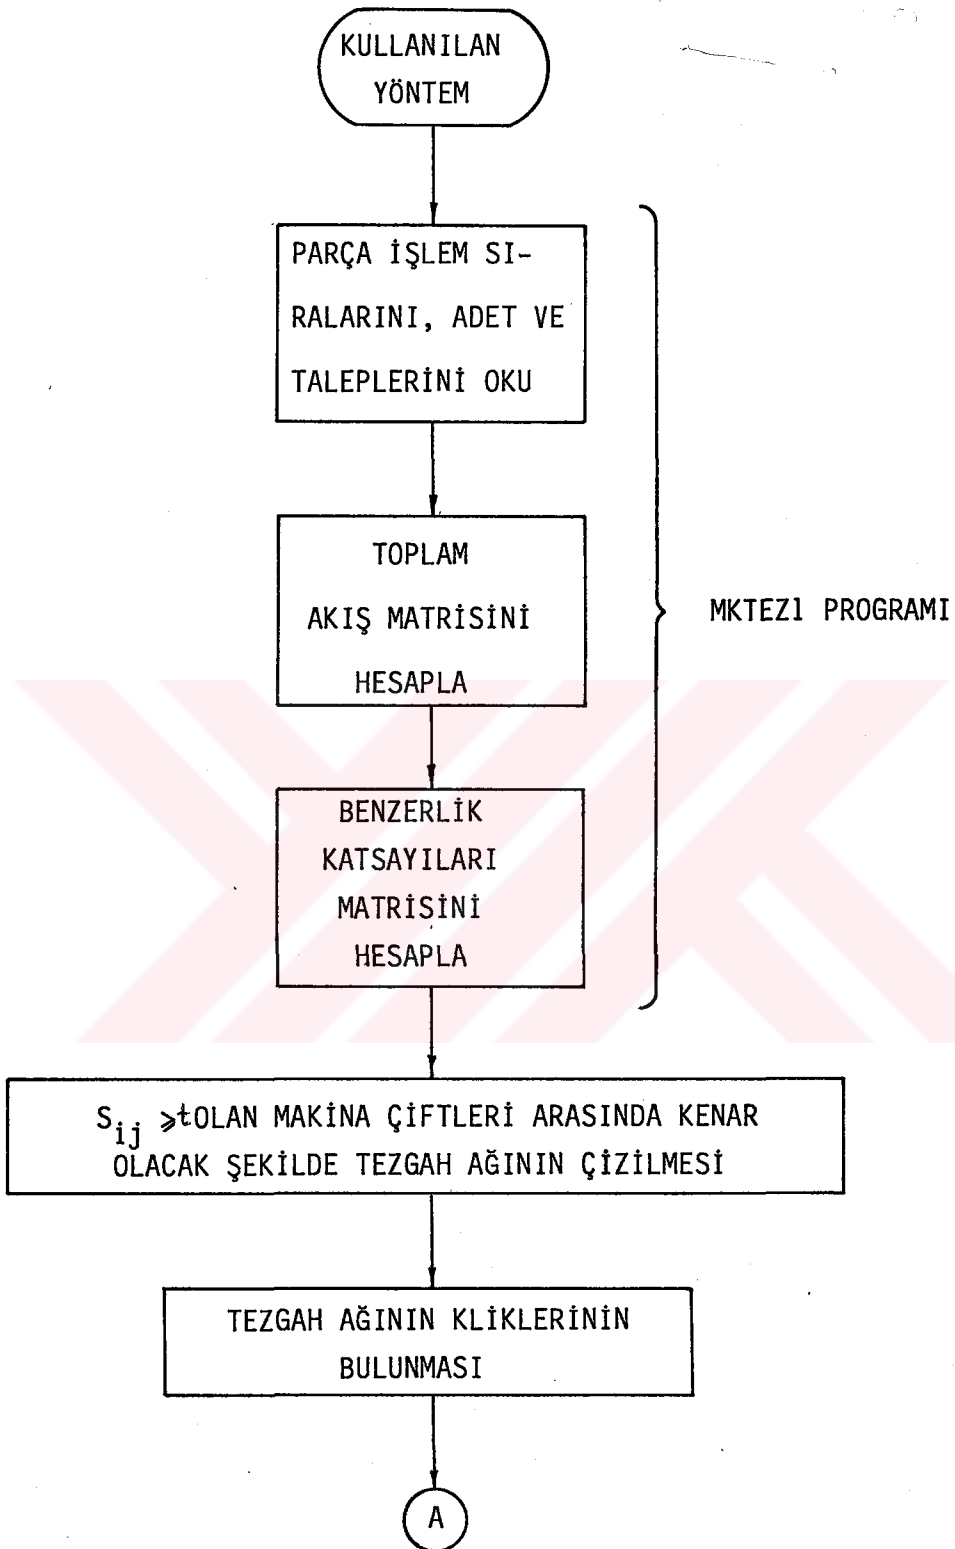 KULLANILAN
YÖNTEM
PARÇA İŞLEM SI-
RALARINI, ADET VE
TALEPLERİNİ OKU
TOPLAM
AKIŞ MATRİSİNİ
HESAPLA
MKTEZ1 PROGRAMI
BENZERLİK
KATSAYILARI
MATRİSİNİ
HESAPLA
S_ij ⩾t OLAN MAKİNA ÇİFTLERİ ARASINDA KENAR
OLACAK ŞEKİLDE TEZGAH AĞININ ÇİZİLMESİ
TEZGAH AĞININ KLİKLERİNİN
BULUNMASI
A